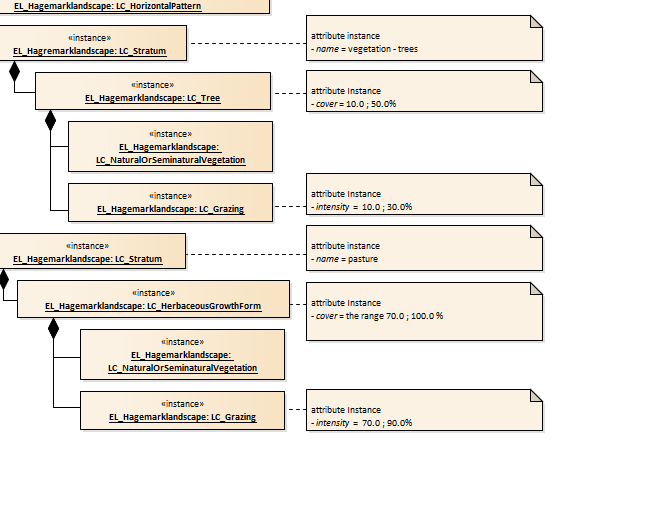 EL_Hagemarklandscape: LC_HorizontalPattern
«instance»
EL_Hagremarklandscape: LC_Stratum
attribute instance
- name = vegetation - trees
«instance»
EL_Hagemarklandscape: LC_Tree
attribute Instance
- cover = 10.0 ; 50.0%
«instance»
EL_Hagemarklandscape:
LC_NaturalOrSeminaturalVegetation
«instance»
EL_Hagemarklandscape: LC_Grazing
attribute Instance
- intensity = 10.0 ; 30.0%
«instance»
EL_Hagemarklandscape: LC_Stratum
attribute instance
- name = pasture
«instance»
EL_Hagemarklandscape: LC_HerbaceousGrowthForm
attribute Instance
- cover = the range 70.0 ; 100.0 %
«instance»
EL_Hagemarklandscape:
LC_NaturalOrSeminaturalVegetation
«instance»
EL_Hagemarklandscape: LC_Grazing
attribute Instance
- intensity = 70.0 ; 90.0%